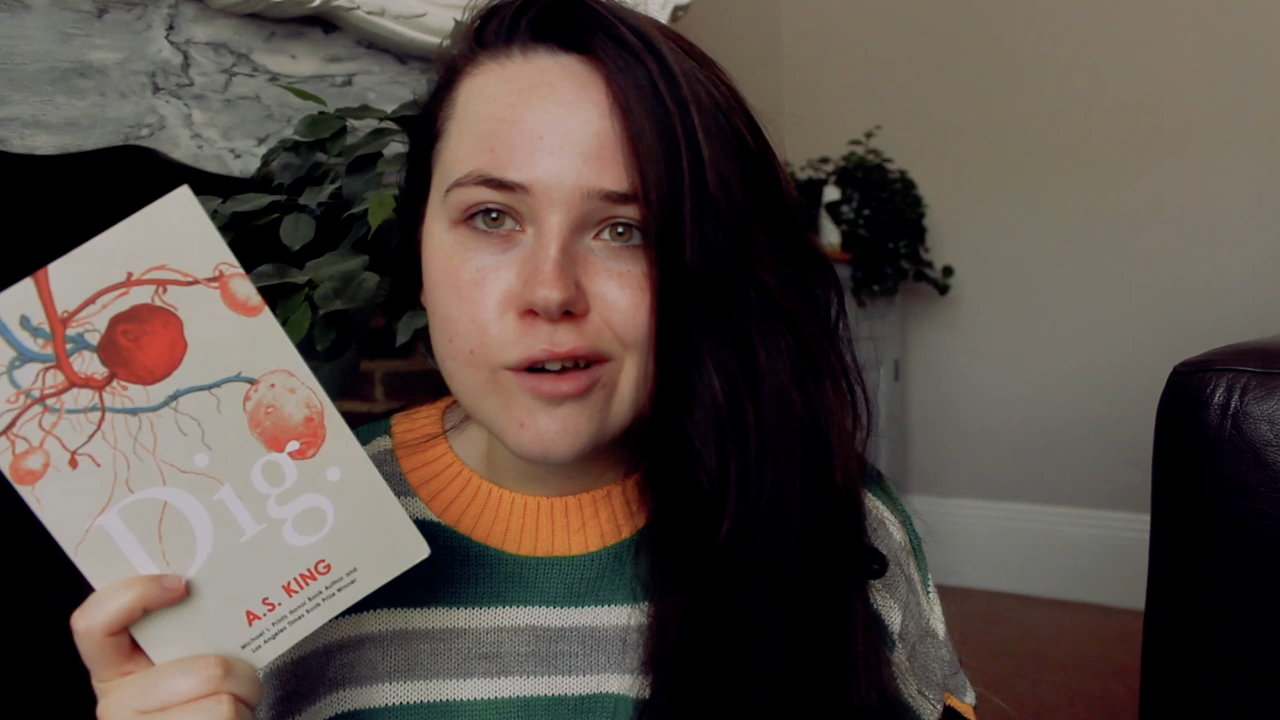 Dig.
A.S. KING
Michael L. Printz Honor Book Author and
Los Angeles Times Book Prize Winner